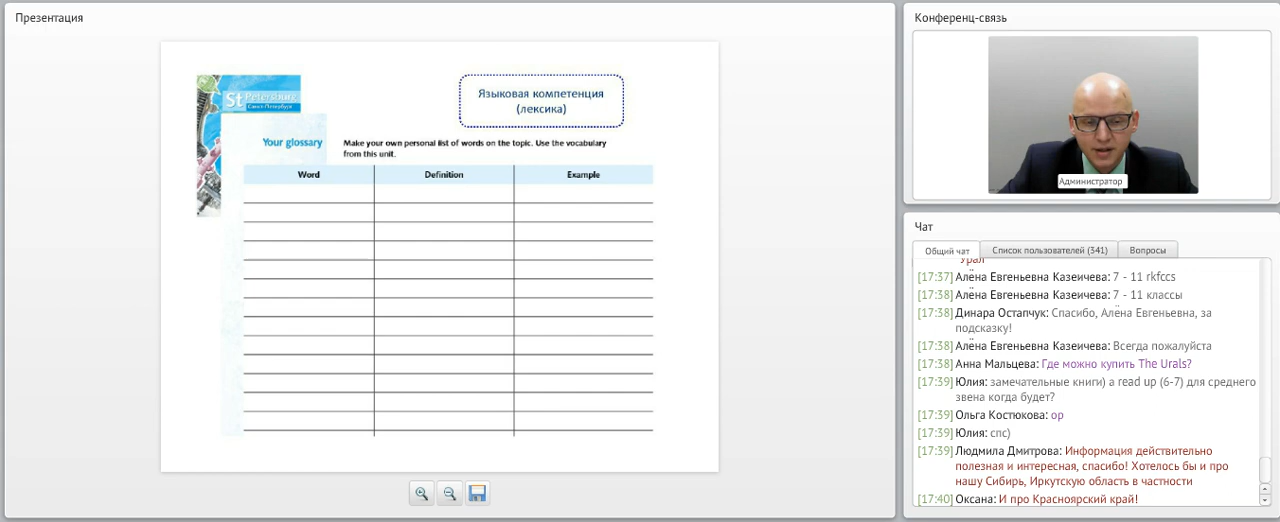 Презентация
St Petersburg
Санкт-Петербург
Языковая компетенция
(лексика)
Your glossary
Make your own personal list of words on the topic. Use the vocabulary
from this unit.
Word Definition Example
Конференц-связь
Администратор
Чат
Общий чат Список пользователей (341) Вопросы
Урал
[17:37] Алёна Евгеньевна Казеичева: 7 - 11 rkfccs
[17:38] Алёна Евгеньевна Казеичева: 7 - 11 классы
[17:38] Динара Остапчук: Спасибо, Алёна Евгеньевна, за
подсказку!
[17:38] Алёна Евгеньевна Казеичева: Всегда пожалуйста
[17:38] Анна Мальцева: Где можно купить The Urals?
[17:39] Юлия: замечательные книги) а read up (6-7) для среднего
звена когда будет?
[17:39] Ольга Костюкова: ор
[17:39] Юлия: спс)
[17:39] Людмила Дмитрова: Информация действительно
полезная и интересная, спасибо! Хотелось бы и про
нашу Сибирь, Иркутскую область в частности
[17:40] Оксана: И про Красноярский край!